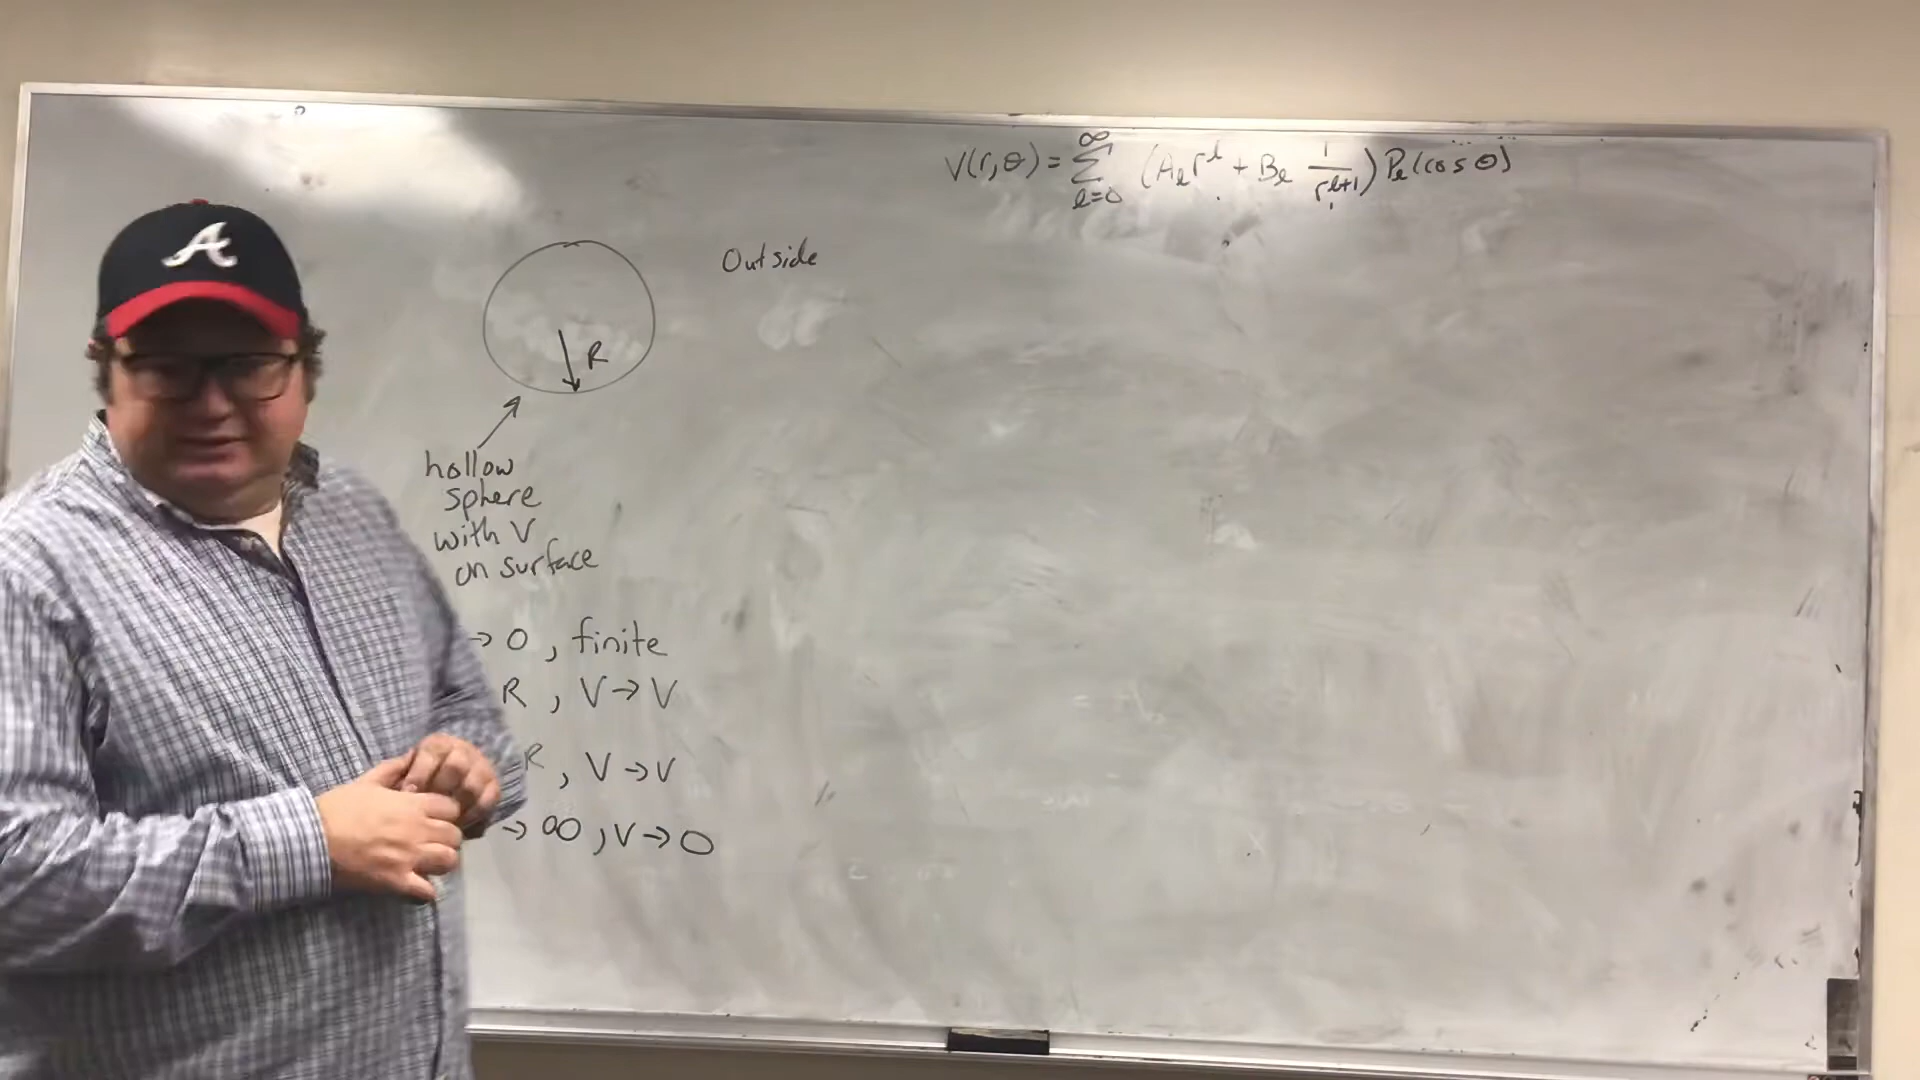 V(r,θ) = ∑_{l=0}^{∞} (A_l r^l + B_l 1/r^{l+1}) P_l(cos θ)
Outside
R
hollow
sphere
with V
on surface
→ 0, finite
R, V → V
R, V → V
→ ∞, V → 0
A